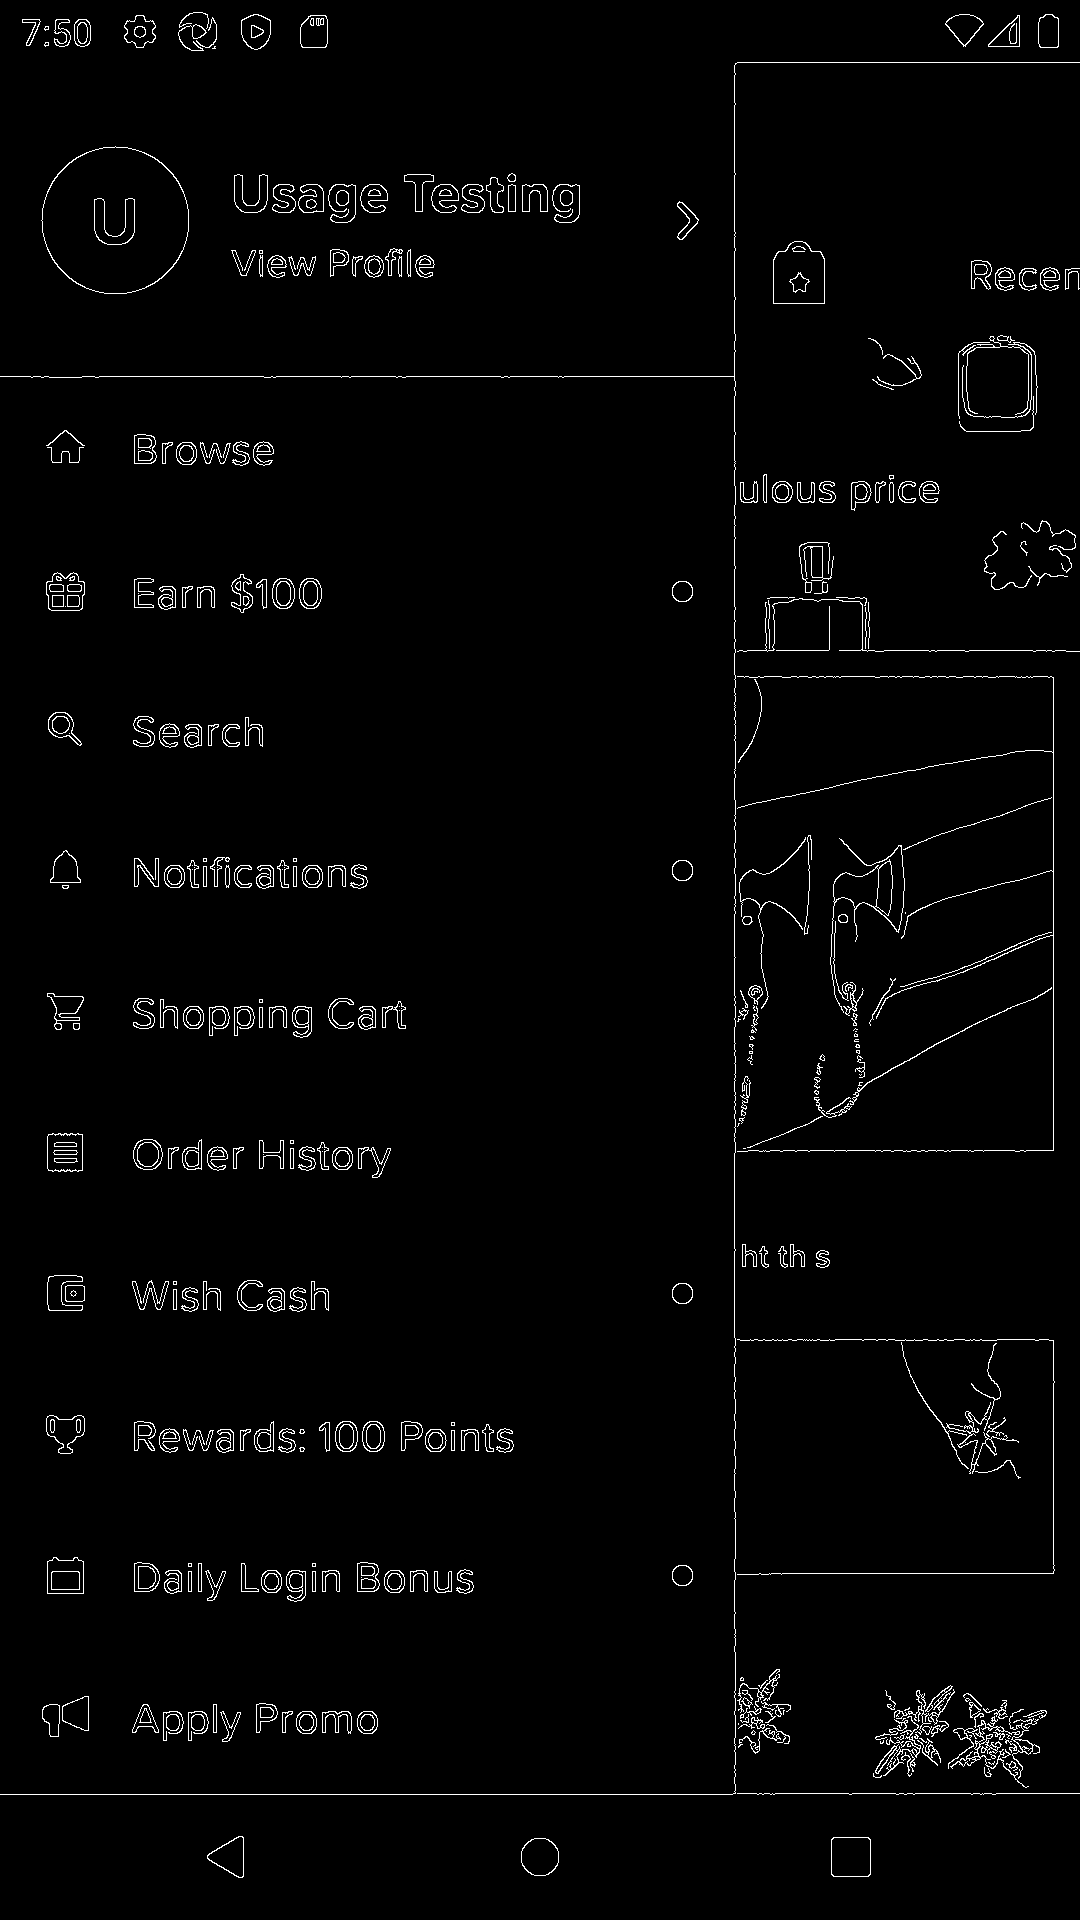 7:50
U
Usage Testing
View Profile
Recen
Browse
ulous price
Earn $100
Search
Notifications
Shopping Cart
Order History
ht th s
Wish Cash
Rewards: 100 Points
Daily Login Bonus
Apply Promo